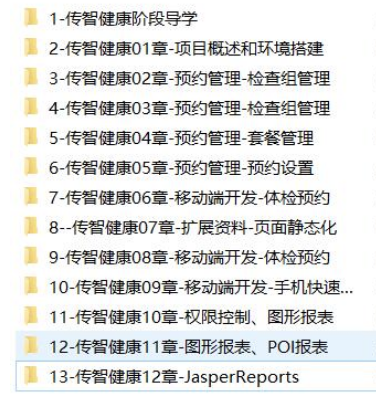 1-传智健康阶段导学
2-传智健康01章-项目概述和环境搭建
3-传智健康02章-预约管理-检查组管理
4-传智健康03章-预约管理-检查组管理
5-传智健康04章-预约管理-套餐管理
6-传智健康05章-预约管理-预约设置
7-传智健康06章-移动端开发-体检预约
8--传智健康07章-扩展资料-页面静态化
9-传智健康08章-移动端开发-体检预约
10-传智健康09章-移动端开发-手机快速...
11-传智健康10章-权限控制、图形报表
12-传智健康11章-图形报表、POI报表
13-传智健康12章-JasperReports